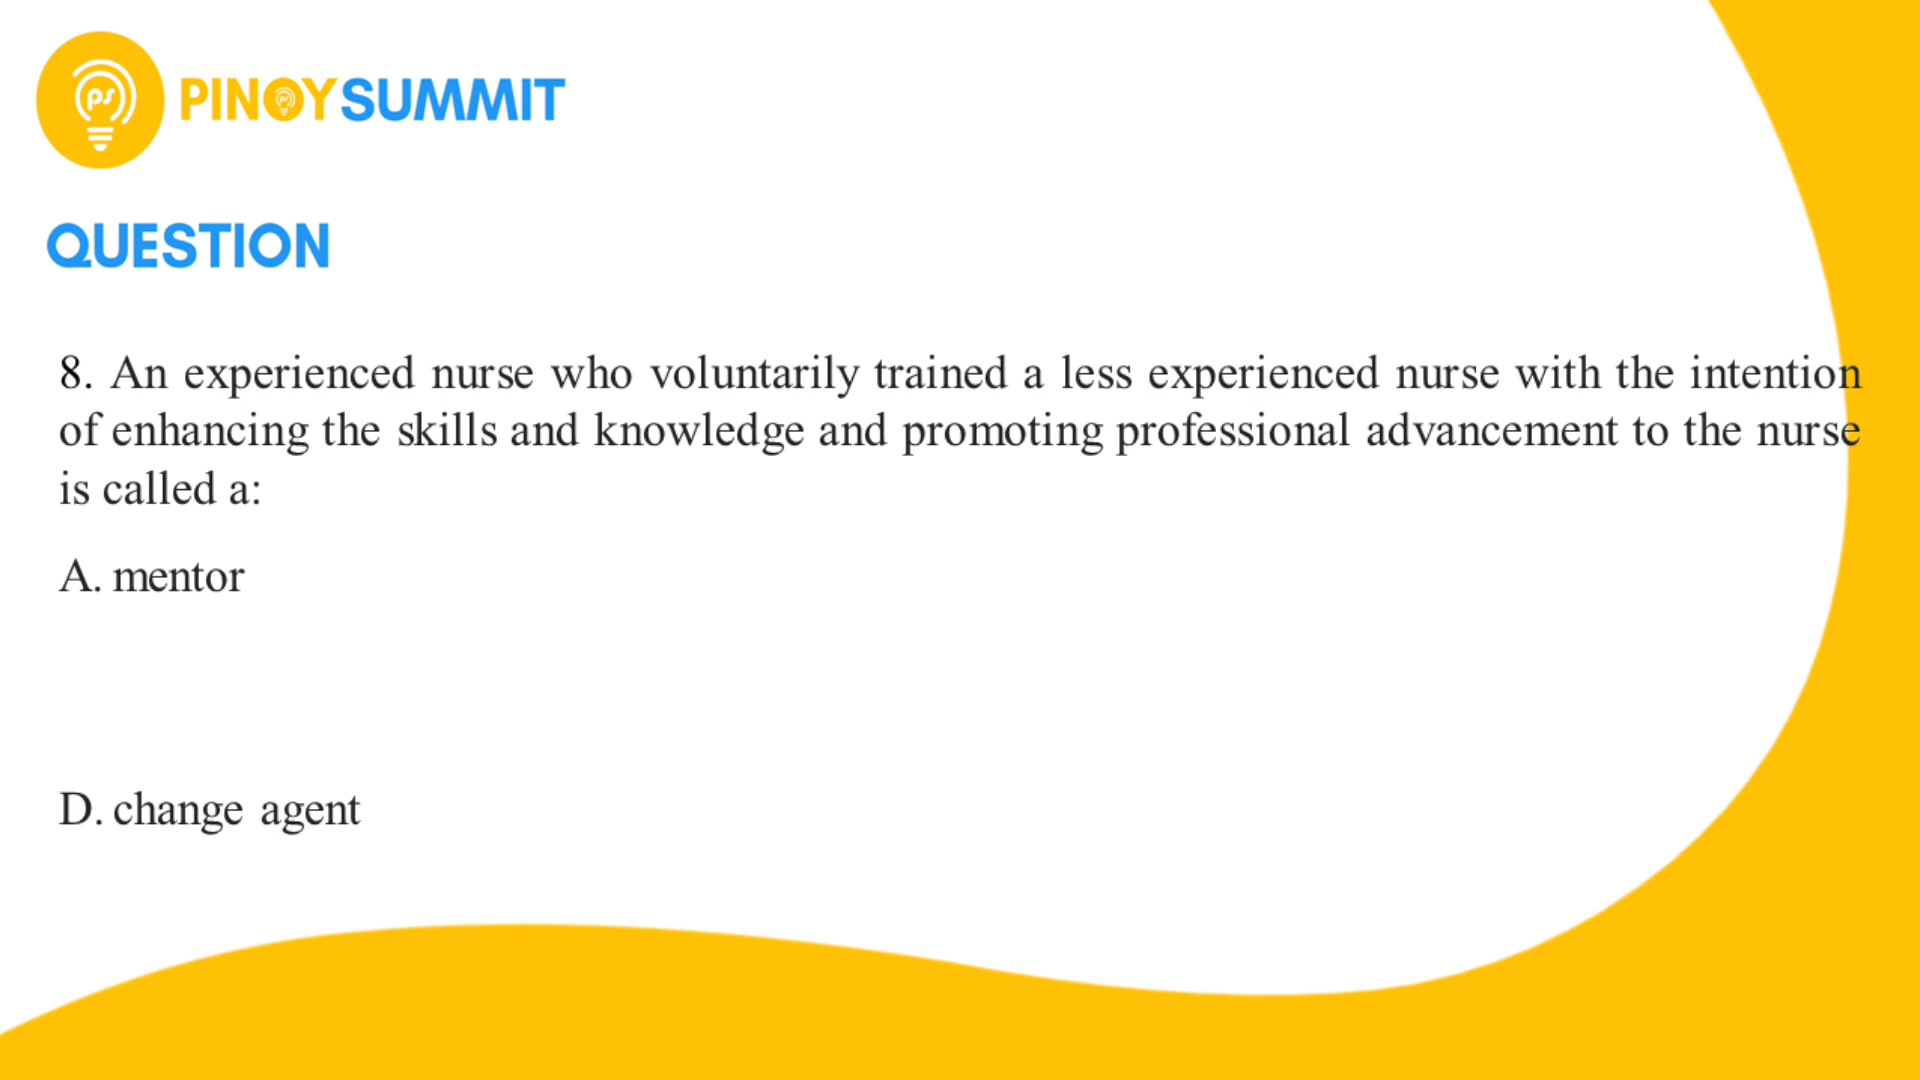 PINOYSUMMIT
QUESTION
8. An experienced nurse who voluntarily trained a less experienced nurse with the intention
of enhancing the skills and knowledge and promoting professional advancement to the nurse
is called a:
A. mentor
D. change agent